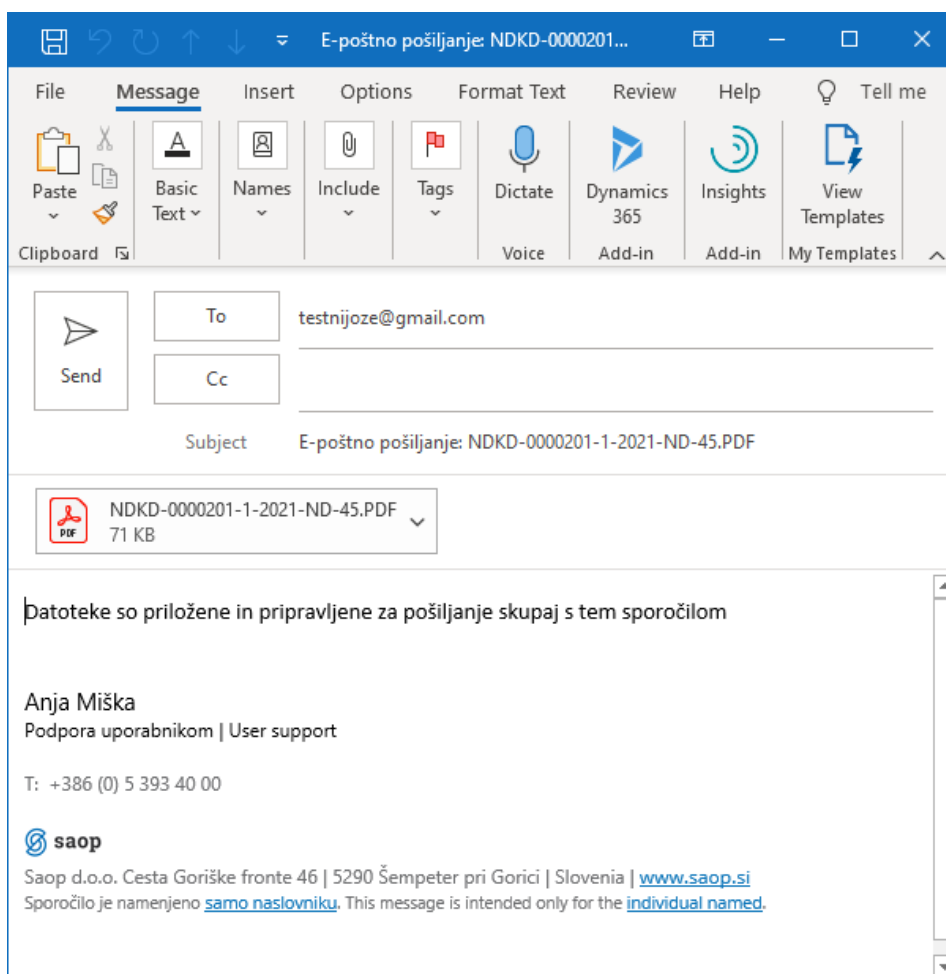 E-poštno pošiljanje: NDKD-0000201...
File Message Insert Options Format Text Review Help Tell me
Paste
Basic Text
Names
Include
Tags
Dictate
Dynamics 365
Insights
View Templates
Clipboard Voice Add-in Add-in My Templates
Send
To testnijoze@gmail.com
Cc
Subject E-poštno pošiljanje: NDKD-0000201-1-2021-ND-45.PDF
PDF
NDKD-0000201-1-2021-ND-45.PDF
71 KB
Datoteke so priložene in pripravljene za pošiljanje skupaj s tem sporočilom
Anja Miška
Podpora uporabnikom | User support
T: +386 (0) 5 393 40 00
saop
Saop d.o.o. Cesta Goriške fronte 46 | 5290 Šempeter pri Gorici | Slovenia | www.saop.si
Sporočilo je namenjeno samo naslovniku. This message is intended only for the individual named.